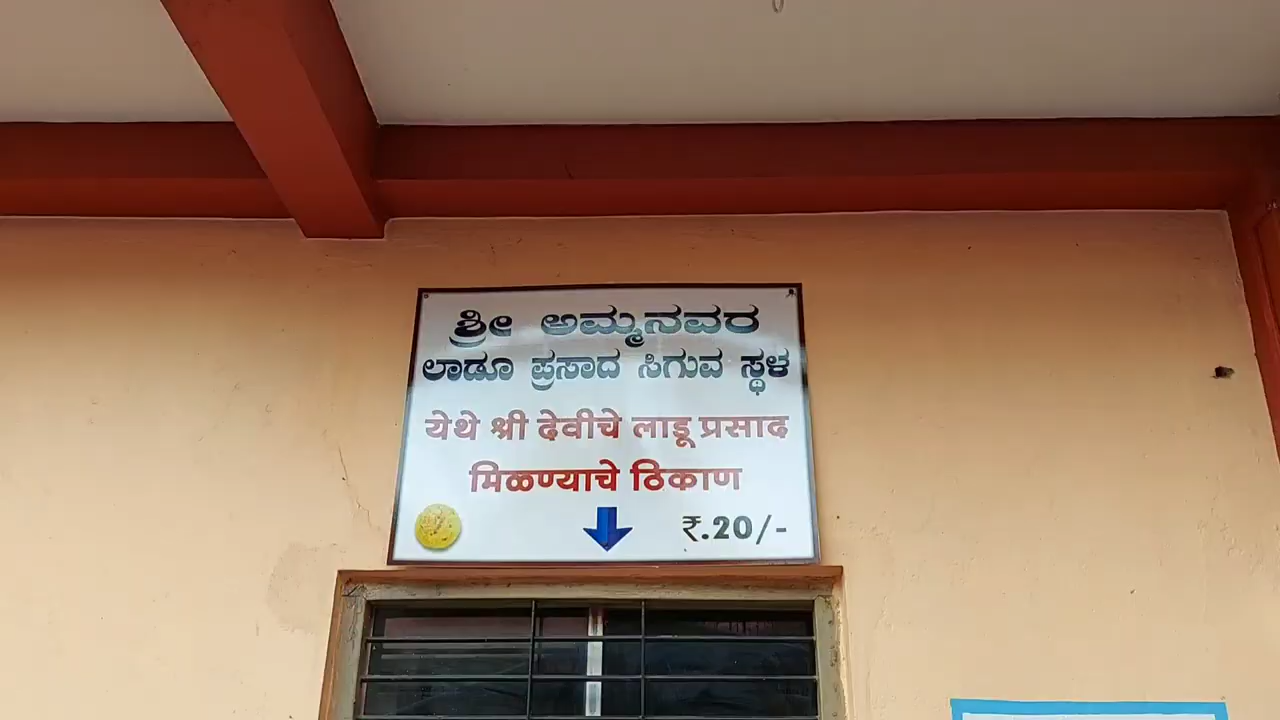 ಶ್ರೀ ಅಮ್ಮನವರ
ಲಾಡೂ ಪ್ರಸಾದ ಸಿಗುವ ಸ್ಥಳ
येथे श्री देवीचे लाडू प्रसाद
मिळण्याचे ठिकाण
₹.20/-